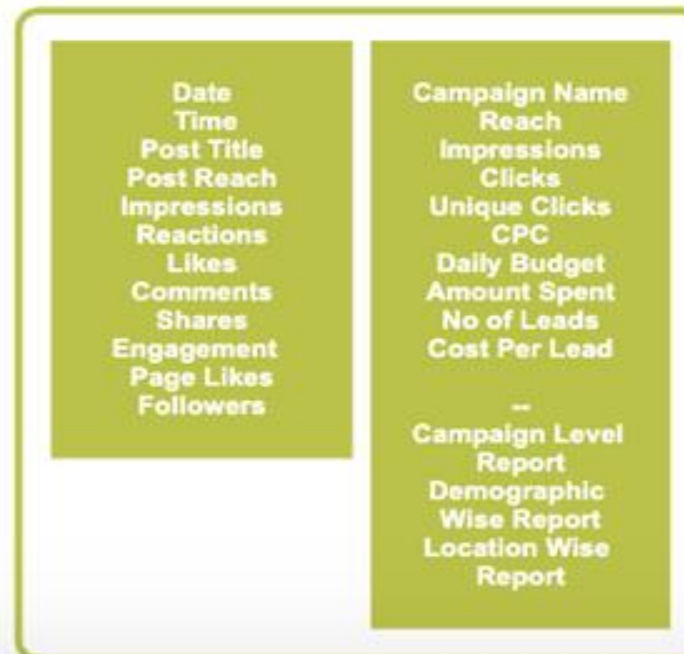 Date
Time
Post Title
Post Reach
Impressions
Reactions
Likes
Comments
Shares
Engagement
Page Likes
Followers
Campaign Name
Reach
Impressions
Clicks
Unique Clicks
CPC
Daily Budget
Amount Spent
No of Leads
Cost Per Lead
--
Campaign Level
Report
Demographic
Wise Report
Location Wise
Report